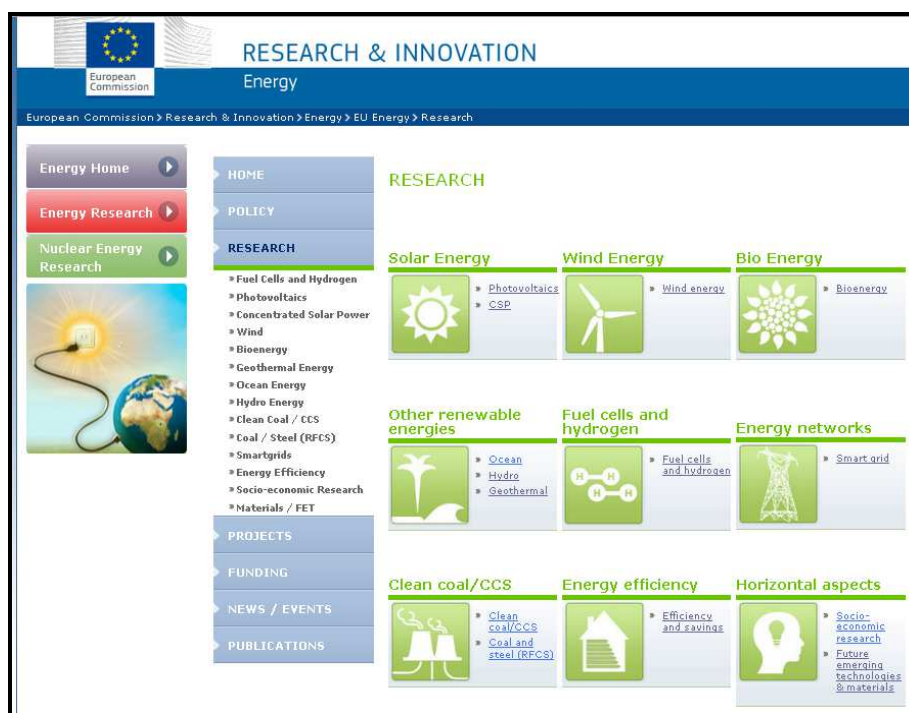 European
Commission
RESEARCH & INNOVATION
Energy
European Commission > Research & Innovation > Energy > EU Energy > Research
Energy Home
Energy Research
Nuclear Energy
Research
HOME
POLICY
RESEARCH
» Fuel Cells and Hydrogen
» Photovoltaics
» Concentrated Solar Power
» Wind
» Bioenergy
» Geothermal Energy
» Ocean Energy
» Hydro Energy
» Clean Coal / CCS
» Coal / Steel (RFCS)
» Smartgrids
» Energy Efficiency
» Socio-economic Research
» Materials / FET
PROJECTS
FUNDING
NEWS / EVENTS
PUBLICATIONS
RESEARCH
Solar Energy
» Photovoltaics
» CSP
Wind Energy
» Wind energy
Bio Energy
» Bioenergy
Other renewable
energies
» Ocean
» Hydro
» Geothermal
Fuel cells and
hydrogen
H H
H H
» Fuel cells
and hydrogen
Energy networks
» Smart grid
Clean coal/CCS
» Clean
coal/CCS
» Coal and
steel (RFCS)
Energy efficiency
» Efficiency
and savings
Horizontal aspects
» Socio-
economic
research
» Future
emerging
technologies
& materials